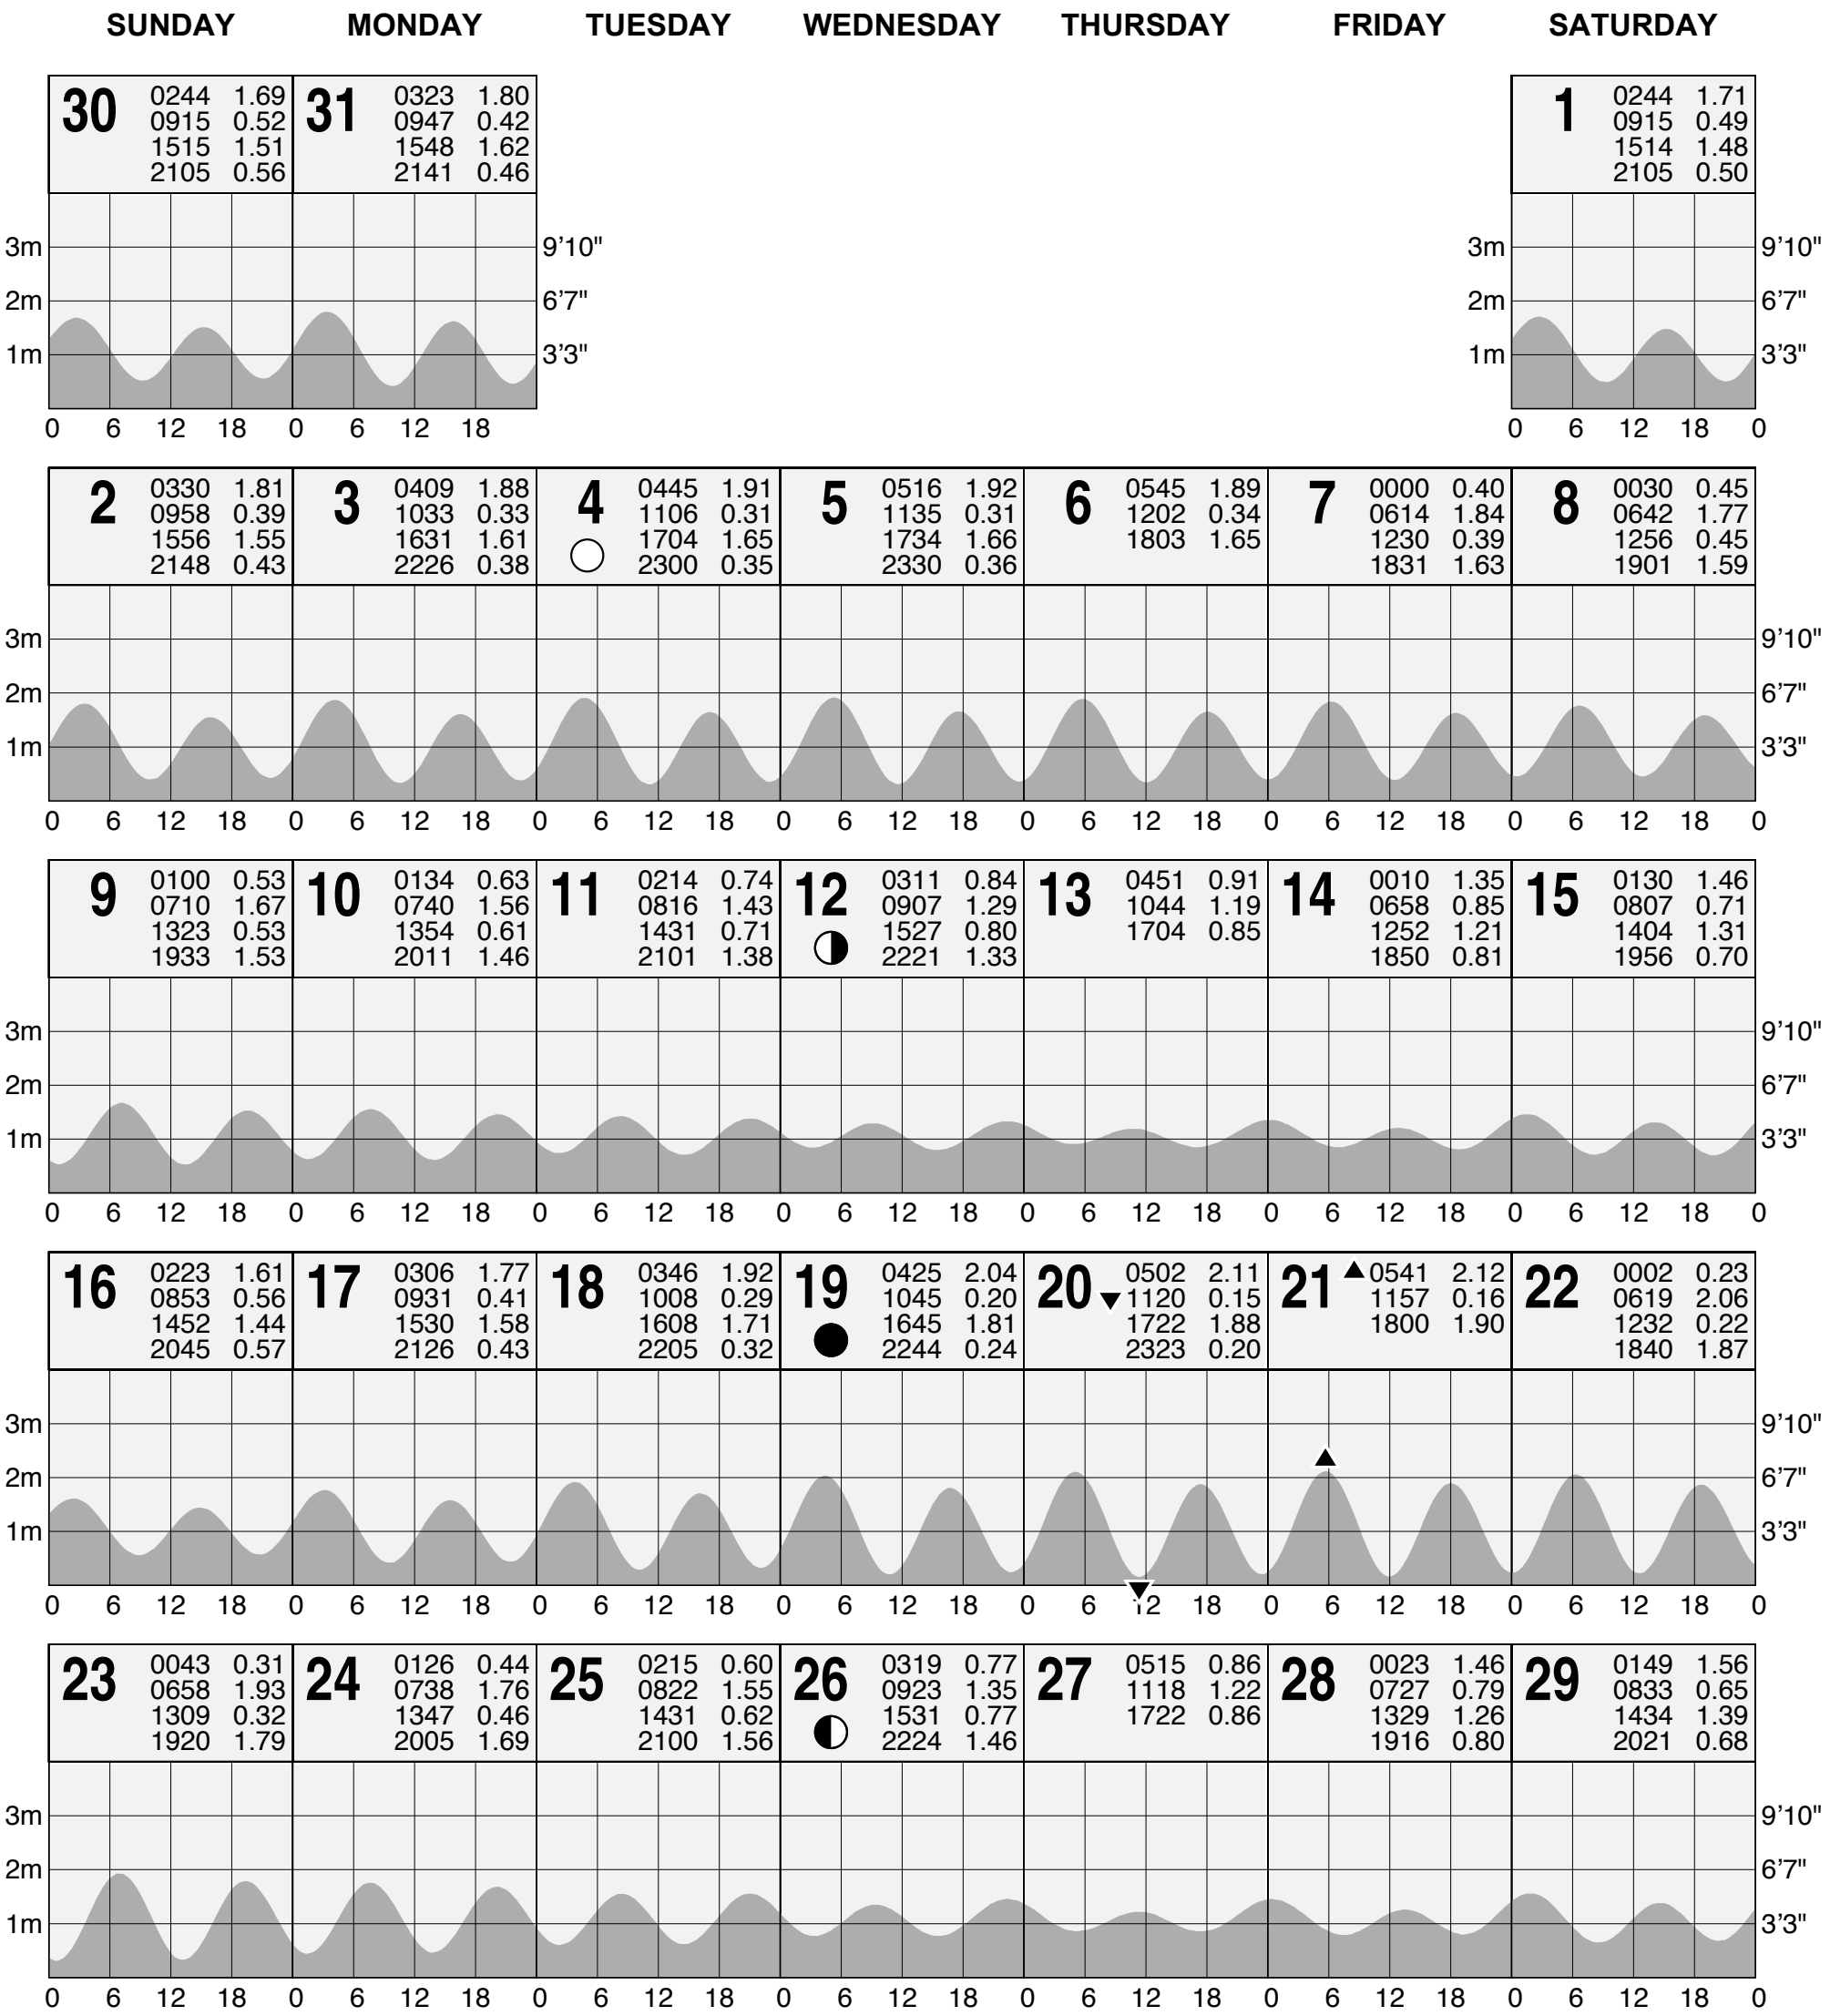 SUNDAY MONDAY TUESDAY WEDNESDAY THURSDAY FRIDAY SATURDAY
30 0244 1.69 31 0323 1.80 1 0244 1.71
0915 0.52 0947 0.42 0915 0.49
1515 1.51 1548 1.62 1514 1.48
2105 0.56 2141 0.46 2105 0.50
3m 9'10" 3m 9'10"
2m 6'7" 2m 6'7"
1m 3'3" 1m 3'3"
0 6 12 18 0 6 12 18 0 6 12 18 0
2 0330 1.81 3 0409 1.88 4 0445 1.91 5 0516 1.92 6 0545 1.89 7 0000 0.40 8 0030 0.45
0958 0.39 1033 0.33 1106 0.31 1135 0.31 1202 0.34 0614 1.84 0642 1.77
1556 1.55 1631 1.61 1704 1.65 1734 1.66 1803 1.65 1230 0.39 1256 0.45
2148 0.43 2226 0.38 2300 0.35 2330 0.36 1831 1.63 1901 1.59
3m 9'10"
2m 6'7"
1m 3'3"
0 6 12 18 0 6 12 18 0 6 12 18 0 6 12 18 0 6 12 18 0 6 12 18 0 6 12 18 0
9 0100 0.53 10 0134 0.63 11 0214 0.74 12 0311 0.84 13 0451 0.91 14 0010 1.35 15 0130 1.46
0710 1.67 0740 1.56 0816 1.43 0907 1.29 1044 1.19 0658 0.85 0807 0.71
1323 0.53 1354 0.61 1431 0.71 1527 0.80 1704 0.85 1252 1.21 1404 1.31
1933 1.53 2011 1.46 2101 1.38 2221 1.33 1850 0.81 1956 0.70
3m 9'10"
2m 6'7"
1m 3'3"
0 6 12 18 0 6 12 18 0 6 12 18 0 6 12 18 0 6 12 18 0 6 12 18 0 6 12 18 0
16 0223 1.61 17 0306 1.77 18 0346 1.92 19 0425 2.04 20 0502 2.11 21 0541 2.12 22 0002 0.23
0853 0.56 0931 0.41 1008 0.29 1045 0.20 1120 0.15 1157 0.16 0619 2.06
1452 1.44 1530 1.58 1608 1.71 1645 1.81 1722 1.88 1800 1.90 1232 0.22
2045 0.57 2126 0.43 2205 0.32 2244 0.24 2323 0.20 1840 1.87
3m 9'10"
2m 6'7"
1m 3'3"
0 6 12 18 0 6 12 18 0 6 12 18 0 6 12 18 0 6 12 18 0 6 12 18 0 6 12 18 0
23 0043 0.31 24 0126 0.44 25 0215 0.60 26 0319 0.77 27 0515 0.86 28 0023 1.46 29 0149 1.56
0658 1.93 0738 1.76 0822 1.55 0923 1.35 1118 1.22 0727 0.79 0833 0.65
1309 0.32 1347 0.46 1431 0.62 1531 0.77 1722 0.86 1329 1.26 1434 1.39
1920 1.79 2005 1.69 2100 1.56 2224 1.46 1916 0.80 2021 0.68
3m 9'10"
2m 6'7"
1m 3'3"
0 6 12 18 0 6 12 18 0 6 12 18 0 6 12 18 0 6 12 18 0 6 12 18 0 6 12 18 0